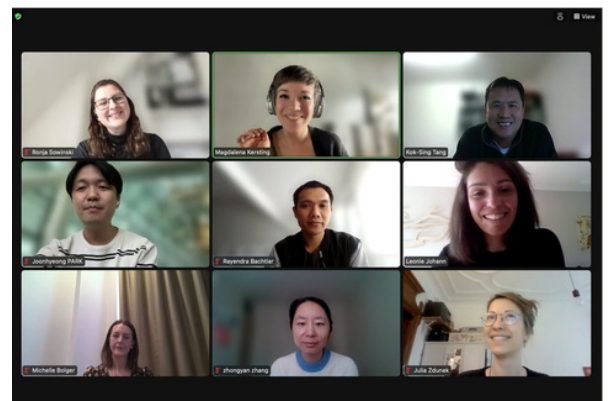 View
Ronja Sowinski
Magdalena Kersting
Kok-Sing Tang
Joonhyeong PARK
Rayendra Bachtiar
Leonie Johann
Michelle Bolger
zhongyan zhang
Julia Zdunek